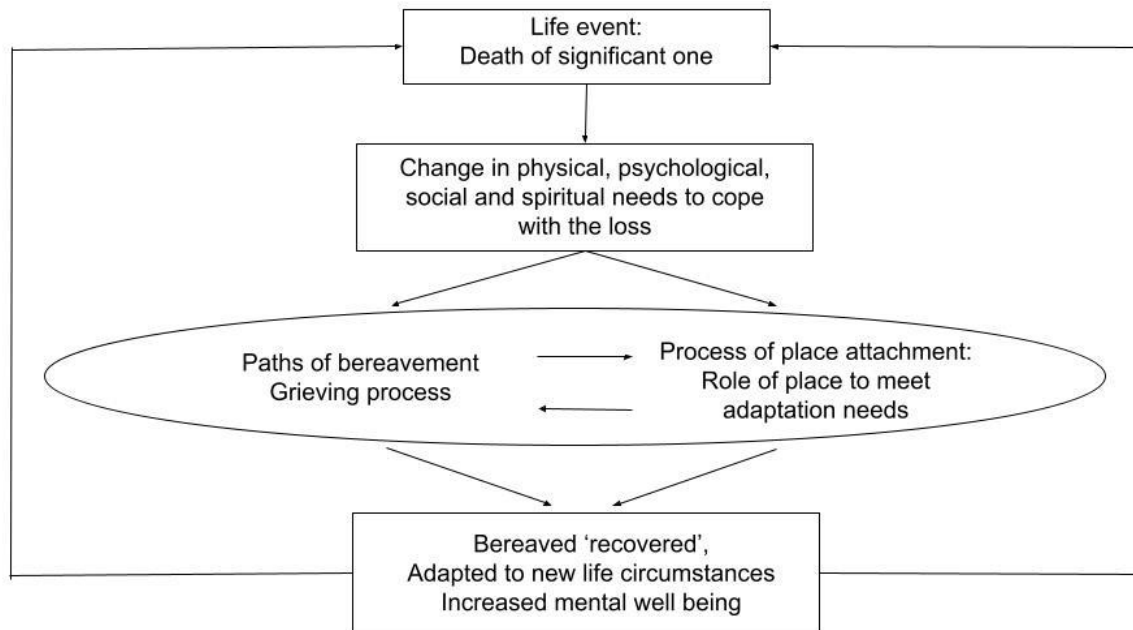 Life event:
Death of significant one
Change in physical, psychological,
social and spiritual needs to cope
with the loss
Paths of bereavement
Grieving process
Process of place attachment:
Role of place to meet
adaptation needs
Bereaved ‘recovered’,
Adapted to new life circumstances
Increased mental well being